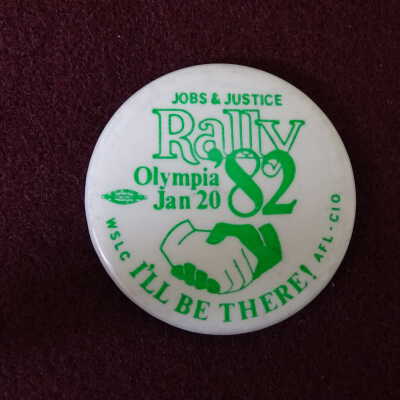 JOBS & JUSTICE
Rally
'82
Olympia
Jan 20
WSLC
I'LL BE THERE!
AFL-CIO